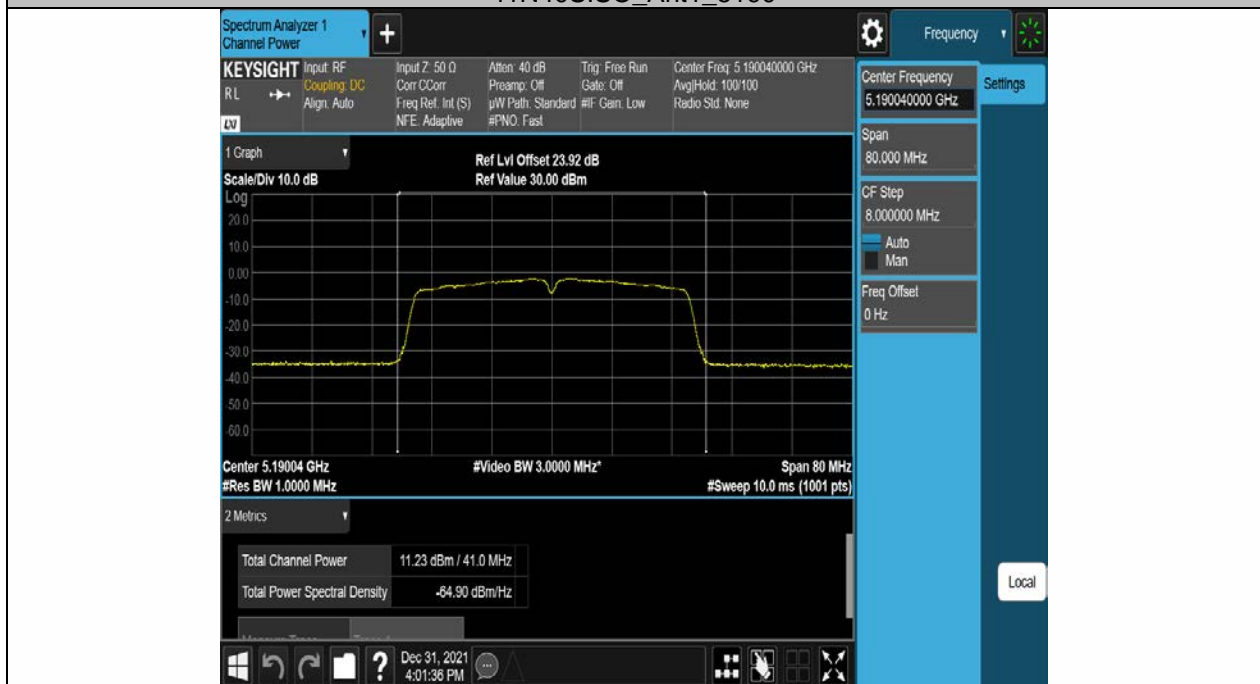 Spectrum Analyzer 1
Channel Power
+
Frequency
KEYSIGHT
RL
LXI
Input: RF
Coupling: DC
Align: Auto
Input Z: 50 Ω
Corr CCorr
Freq Ref: Int (S)
NFE: Adaptive
Atten: 40 dB
Preamp: Off
µW Path: Standard
#PNO: Fast
Trig: Free Run
Gate: Off
#IF Gain: Low
Center Freq: 5.190040000 GHz
Avg|Hold: 100/100
Radio Std: None
Center Frequency
5.190040000 GHz
Settings
Span
80.000 MHz
CF Step
8.000000 MHz
Auto
Man
Freq Offset
0 Hz
1 Graph
Scale/Div 10.0 dB
Ref Lvl Offset 23.92 dB
Ref Value 30.00 dBm
Log
20.0
10.0
0.00
-10.0
-20.0
-30.0
-40.0
-50.0
-60.0
Center 5.19004 GHz
#Video BW 3.0000 MHz*
Span 80 MHz
#Res BW 1.0000 MHz
#Sweep 10.0 ms (1001 pts)
2 Metrics
Total Channel Power
11.23 dBm / 41.0 MHz
Total Power Spectral Density
-64.90 dBm/Hz
Local
?
Dec 31, 2021
4:01:36 PM